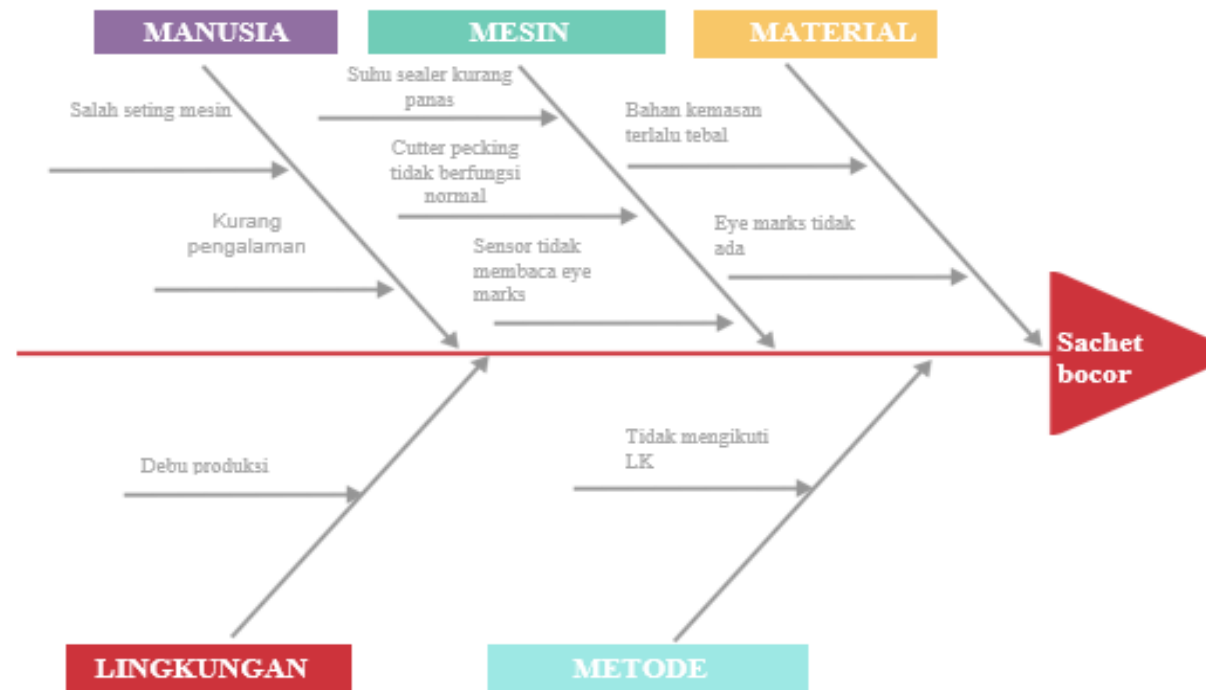 MANUSIA
MESIN
MATERIAL
Salah seting mesin
Kurang
pengalaman
Suhu sealer kurang
panas
Cutter pecking
tidak berfungsi
normal
Sensor tidak
membaca eye
marks
Bahan kemasan
terlalu tebal
Eye marks tidak
ada
Sachet
bocor
Debu produksi
Tidak mengikuti
LK
LINGKUNGAN
METODE